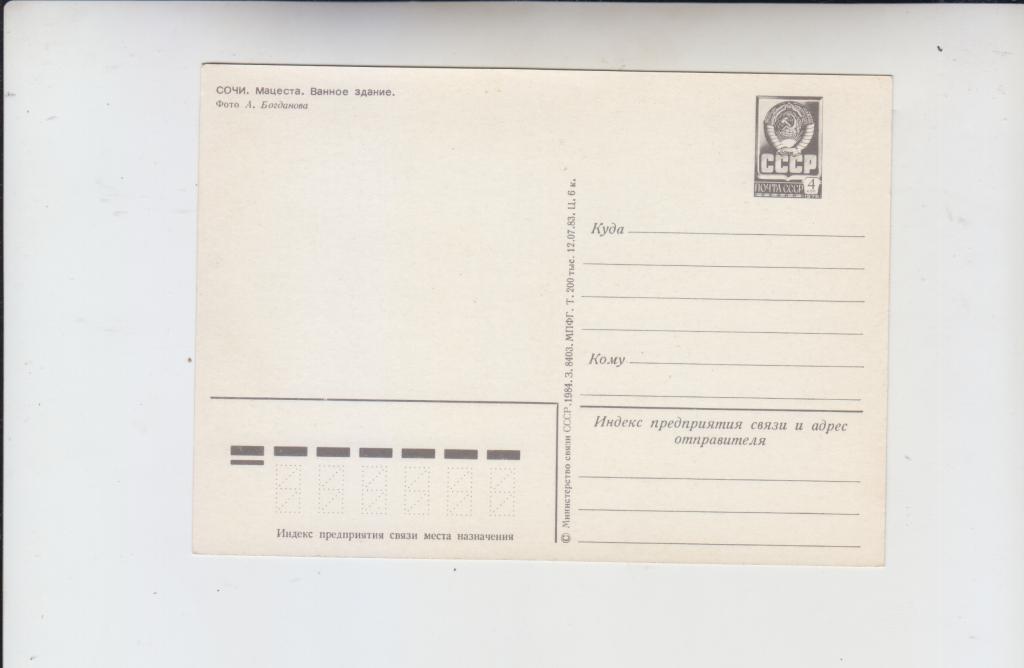 СОЧИ. Мацеста. Ванное здание.
Фото А. Богданова
СССР
ПОЧТА СССР 4
Куда
Кому
Индекс предприятия связи и адрес
отправителя
© Министерство связи СССР. 1984. З. 8403. МПФГ. Т. 200 тыс. 12.07.83. Ц. 6 к.
Индекс предприятия связи места назначения